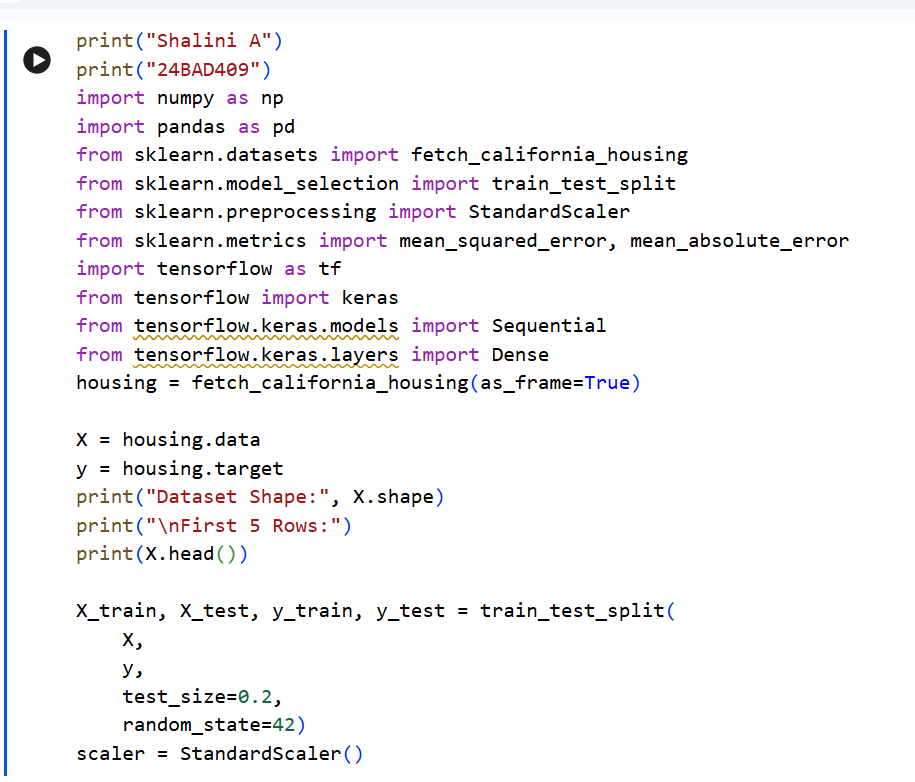 print("Shalini A")
print("24BAD409")
import numpy as np
import pandas as pd
from sklearn.datasets import fetch_california_housing
from sklearn.model_selection import train_test_split
from sklearn.preprocessing import StandardScaler
from sklearn.metrics import mean_squared_error, mean_absolute_error
import tensorflow as tf
from tensorflow import keras
from tensorflow.keras.models import Sequential
from tensorflow.keras.layers import Dense
housing = fetch_california_housing(as_frame=True)
X = housing.data
y = housing.target
print("Dataset Shape:", X.shape)
print("\nFirst 5 Rows:")
print(X.head())
X_train, X_test, y_train, y_test = train_test_split(
    X,
    y,
    test_size=0.2,
    random_state=42)
scaler = StandardScaler()